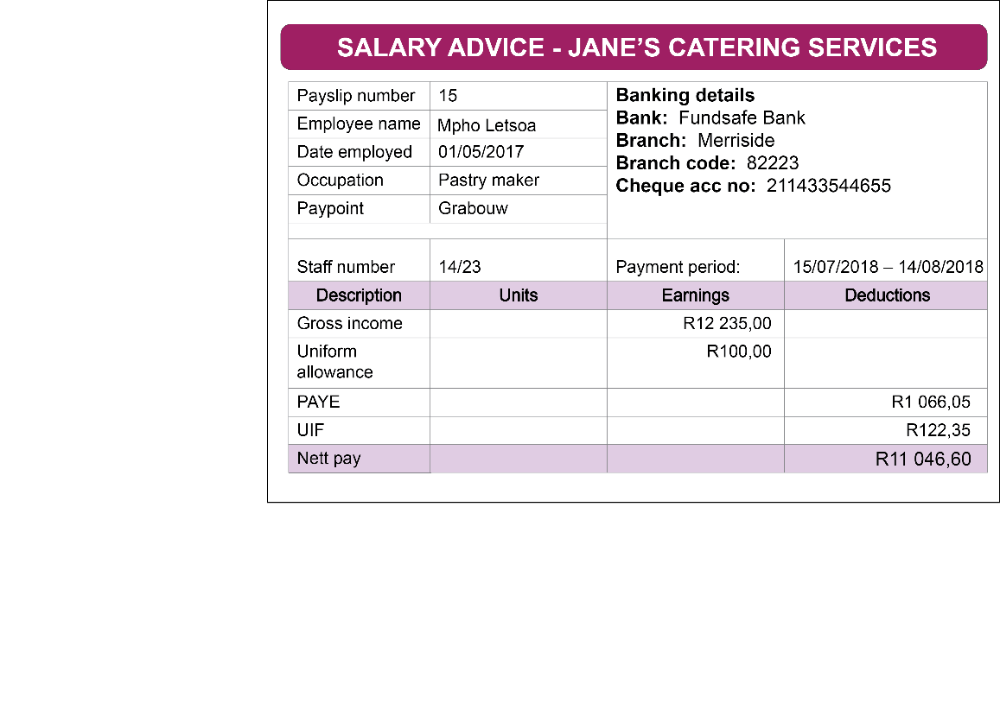 SALARY ADVICE - JANE'S CATERING SERVICES
Payslip number 15
Employee name Mpho Letsoa
Date employed 01/05/2017
Occupation Pastry maker
Paypoint Grabouw
Banking details
Bank: Fundsafe Bank
Branch: Merriside
Branch code: 82223
Cheque acc no: 211433544655
Staff number 14/23 Payment period: 15/07/2018 – 14/08/2018
Description Units Earnings Deductions
Gross income R12 235,00
Uniform R100,00
allowance
PAYE R1 066,05
UIF R122,35
Nett pay R11 046,60